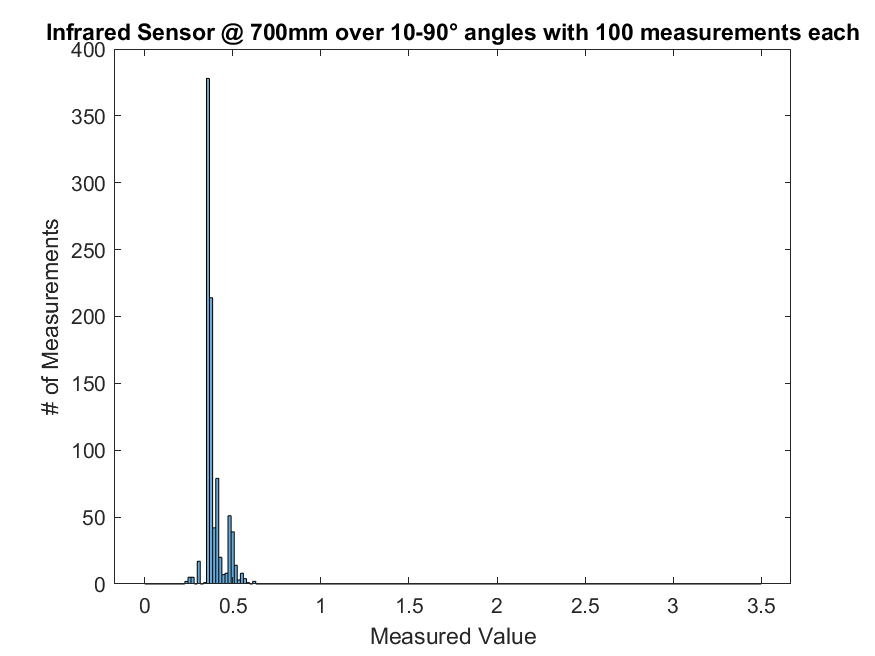 Infrared Sensor @ 700mm over 10-90° angles with 100 measurements each
400
350
300
250
200
150
100
50
0
# of Measurements
0 0.5 1 1.5 2 2.5 3 3.5
Measured Value